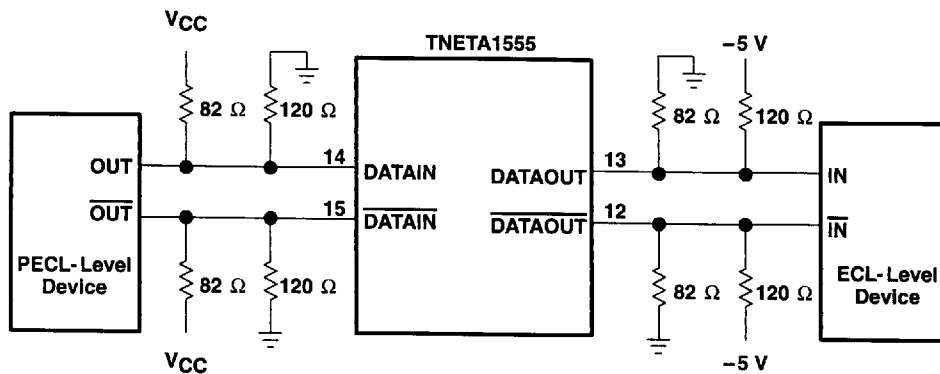 VCC
TNETA1555
–5 V
82 Ω
120 Ω
82 Ω
120 Ω
OUT
14
DATAIN
DATAOUT
13
IN
OUT
15
DATAIN
DATAOUT
12
IN
PECL-Level
Device
82 Ω
120 Ω
82 Ω
120 Ω
ECL-Level
Device
VCC
–5 V